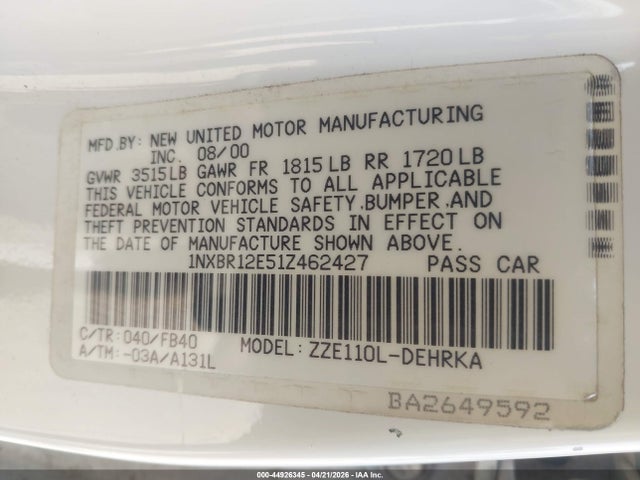 MFD.BY: NEW UNITED MOTOR MANUFACTURING
INC. 08/00
GVWR 3515LB GAWR FR 1815LB RR 1720LB
THIS VEHICLE CONFORMS TO ALL APPLICABLE
FEDERAL MOTOR VEHICLE SAFETY,BUMPER,AND
THEFT PREVENTION STANDARDS IN EFFECT ON
THE DATE OF MANUFACTURE SHOWN ABOVE.
1NXBR12E51Z462427 PASS CAR
C/TR: 040/FB40 MODEL: ZZE110L-DEHRKA
A/TM: -03A/A131L
BA2649592
000-44926345 - 04/21/2026 - IAA Inc.